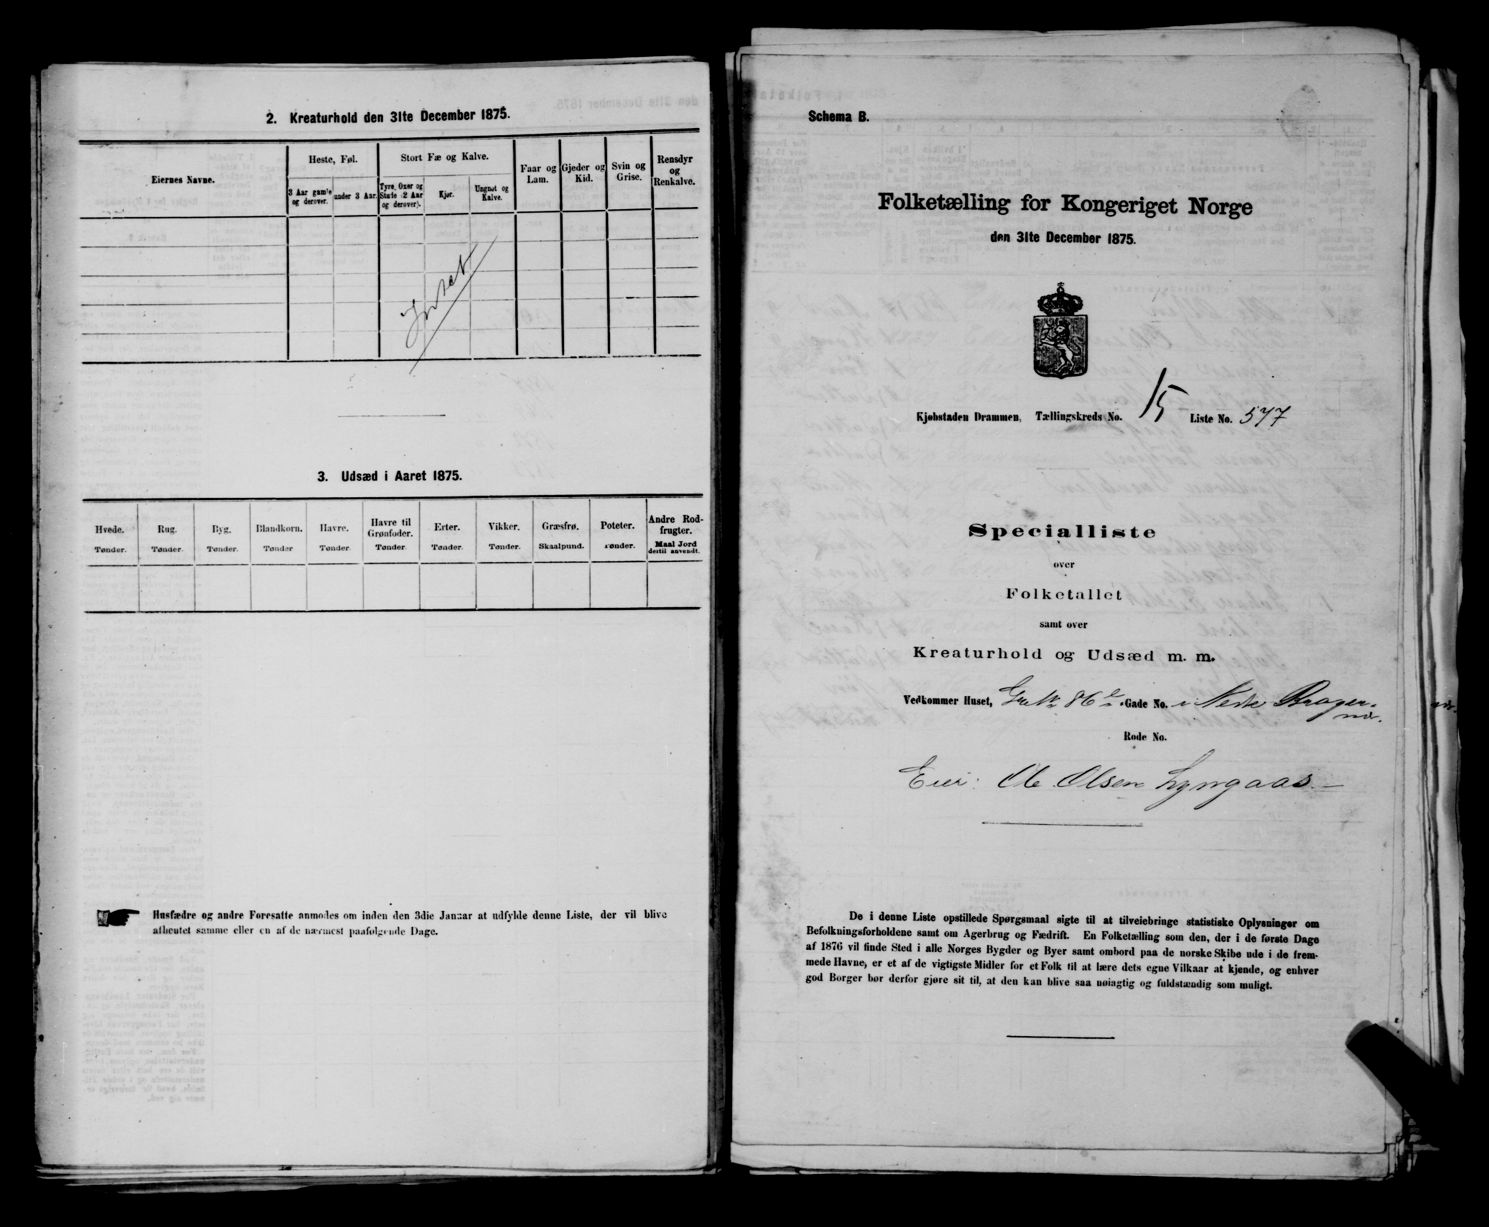 2. Kreaturhold den 31te December 1875.
Eiernes Navne.
Heste, Føl.
Stort Fæ og Kalve.
Faar og Lam.
Gjeder og Kid.
Svin og Grise.
Rensdyr og Renkalve.
3 Aar gamle og derover.
under 3 Aar.
Tyre, Oxer og Stude (2 Aar og derover).
Kjør.
Ungnøt og Kalve.
Intet
3. Udsæd i Aaret 1875.
Hvede. Rug. Byg. Blandkorn. Havre. Havre til Grønfoder. Erter. Vikker. Græsfrø. Poteter. Andre Rodfrugter.
Tønder. Tønder. Tønder. Tønder Tønder. Tønder. Tønder. Tønder. Skaalpund. Tønder. Maal Jord dertil anvendt.
Husfædre og andre Foresatte anmodes om inden den 3die Januar at udfylde denne Liste, der vil blive
afhentet samme eller en af de nærmest paafølgende Dage.
Schema B.
Folketælling for Kongeriget Norge
den 31te December 1875.
Kjøbstaden Drammen, Tællingskreds No. 15 Liste No. 577
Specialliste
over
Folketallet
samt over
Kreaturhold og Udsæd m. m.
Vedkommer Huset, 86 Gade No. i Nedre Brager-
næs.
Rode No.
Eier: Ole Olsen Lyngaas
De i denne Liste opstillede Spørgsmaal sigte til at tilveiebringe statistiske Oplysninger om
Befolkningsforholdene samt om Agerbrug og Fædrift. En Folketælling som den, der i de første Dage
af 1876 vil finde Sted i alle Norges Bygder og Byer samt ombord paa de norske Skibe ude i de frem-
mede Havne, er et af de vigtigste Midler for et Folk til at lære dets egne Vilkaar at kjende, og enhver
god Borger bør derfor gjøre sit til, at den kan blive saa nøiagtig og fuldstændig som muligt.